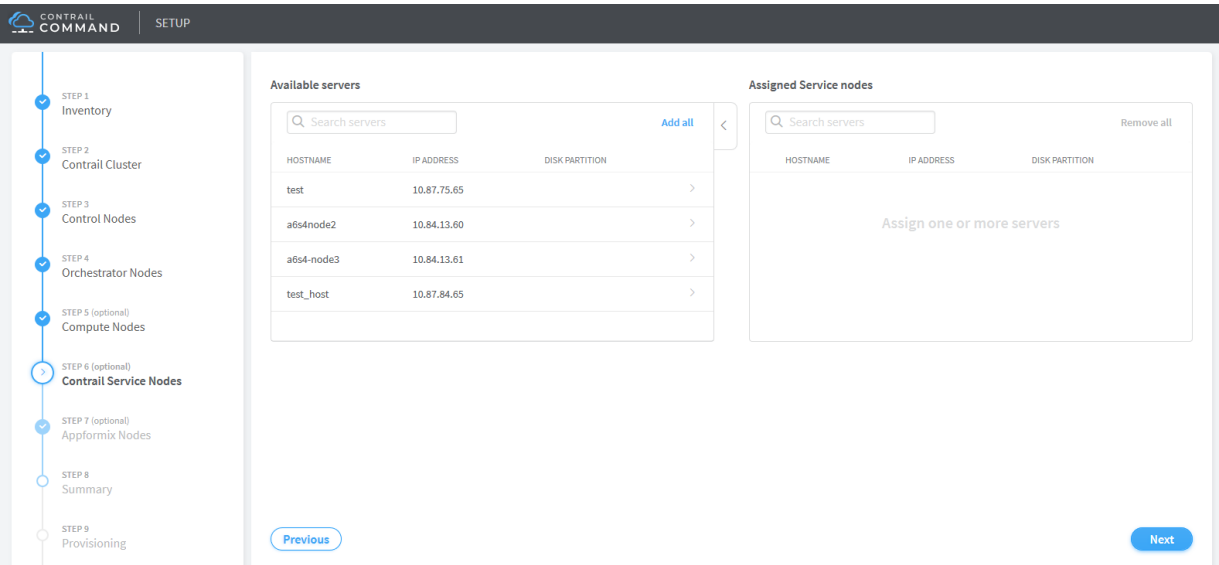 CONTRAIL
COMMAND
SETUP
STEP 1
Inventory
STEP 2
Contrail Cluster
STEP 3
Control Nodes
STEP 4
Orchestrator Nodes
STEP 5 (optional)
Compute Nodes
STEP 6 (optional)
Contrail Service Nodes
STEP 7 (optional)
Appformix Nodes
STEP 8
Summary
STEP 9
Provisioning
Available servers
Search servers
Add all
HOSTNAME IP ADDRESS DISK PARTITION
test 10.87.75.65
a6s4node2 10.84.13.60
a6s4-node3 10.84.13.61
test_host 10.87.84.65
Assigned Service nodes
Search servers
Remove all
HOSTNAME IP ADDRESS DISK PARTITION
Assign one or more servers
Previous
Next